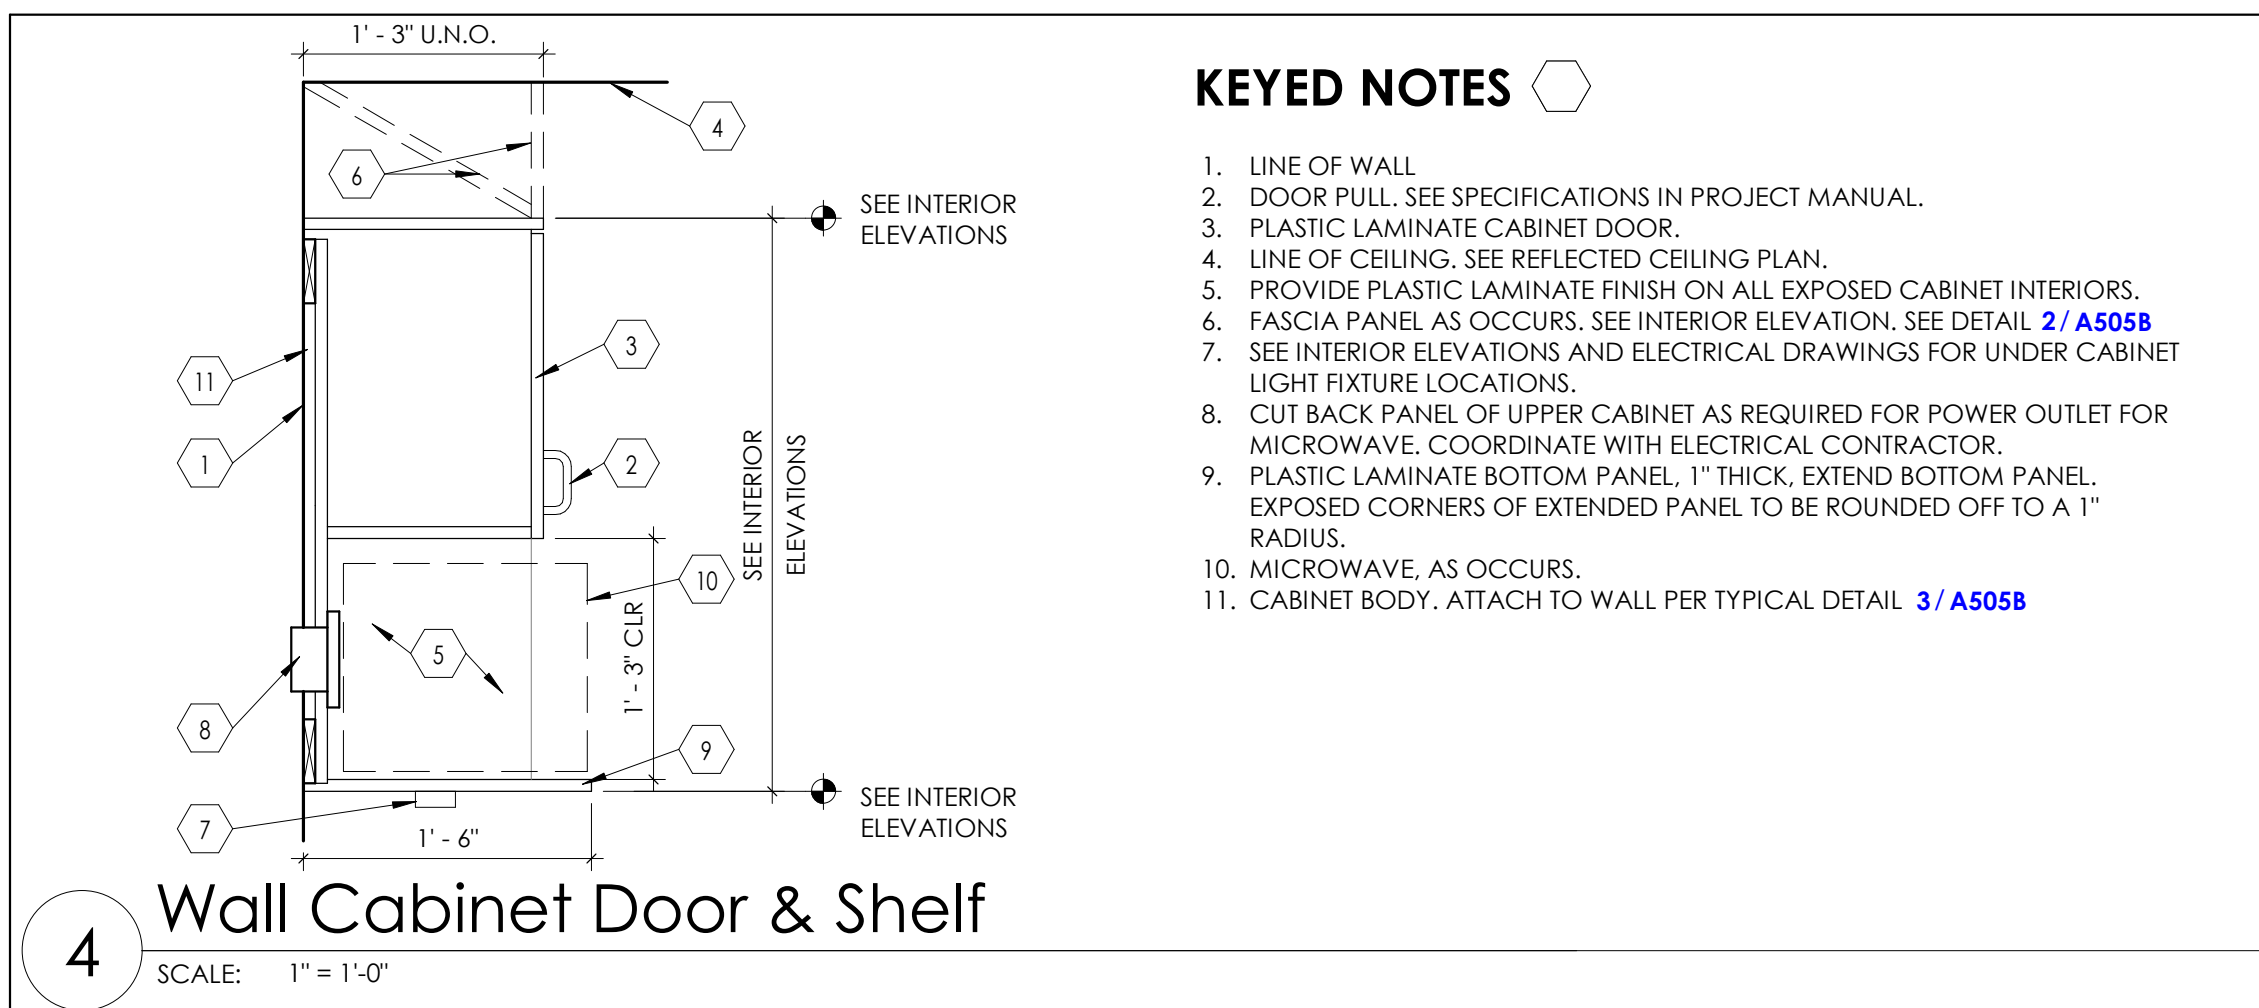 1' - 3" U.N.O.
4
6
SEE INTERIOR
ELEVATIONS
3
11
1
2
SEE INTERIOR
ELEVATIONS
10
1' - 3" CLR
5
8
9
SEE INTERIOR
ELEVATIONS
7
1' - 6"
4
Wall Cabinet Door & Shelf
SCALE: 1" = 1'-0"
KEYED NOTES
1. LINE OF WALL
2. DOOR PULL. SEE SPECIFICATIONS IN PROJECT MANUAL.
3. PLASTIC LAMINATE CABINET DOOR.
4. LINE OF CEILING. SEE REFLECTED CEILING PLAN.
5. PROVIDE PLASTIC LAMINATE FINISH ON ALL EXPOSED CABINET INTERIORS.
6. FASCIA PANEL AS OCCURS. SEE INTERIOR ELEVATION. SEE DETAIL 2/A505B
7. SEE INTERIOR ELEVATIONS AND ELECTRICAL DRAWINGS FOR UNDER CABINET
LIGHT FIXTURE LOCATIONS.
8. CUT BACK PANEL OF UPPER CABINET AS REQUIRED FOR POWER OUTLET FOR
MICROWAVE. COORDINATE WITH ELECTRICAL CONTRACTOR.
9. PLASTIC LAMINATE BOTTOM PANEL, 1" THICK, EXTEND BOTTOM PANEL.
EXPOSED CORNERS OF EXTENDED PANEL TO BE ROUNDED OFF TO A 1"
RADIUS.
10. MICROWAVE, AS OCCURS.
11. CABINET BODY. ATTACH TO WALL PER TYPICAL DETAIL 3/A505B